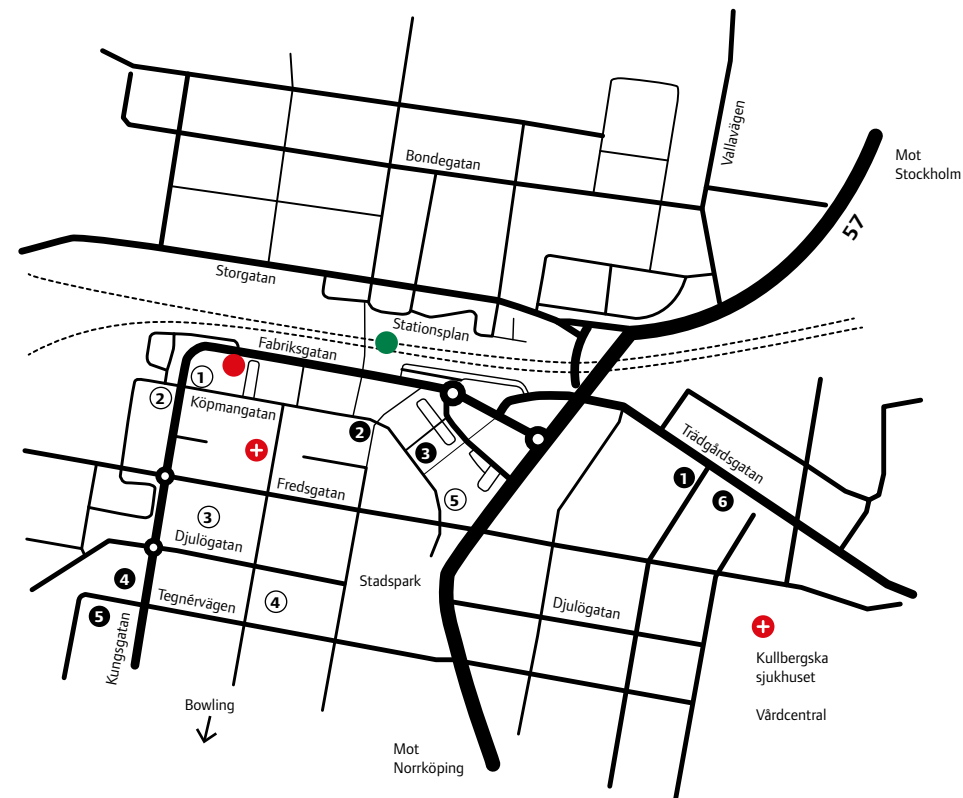 Vallavägen
Mot
Stockholm
Bondegatan
57
Storgatan
Stationsplan
Fabriksgatan
1
2
Köpmangatan
2
3
Trädgårdsgatan
1
6
Fredsgatan
5
3
Djulögatan
4
Tegnérvägen
4
Stadspark
Djulögatan
5
Kungsgatan
Kullbergska
sjukhuset
Vårdcentral
Bowling
Mot
Norrköping